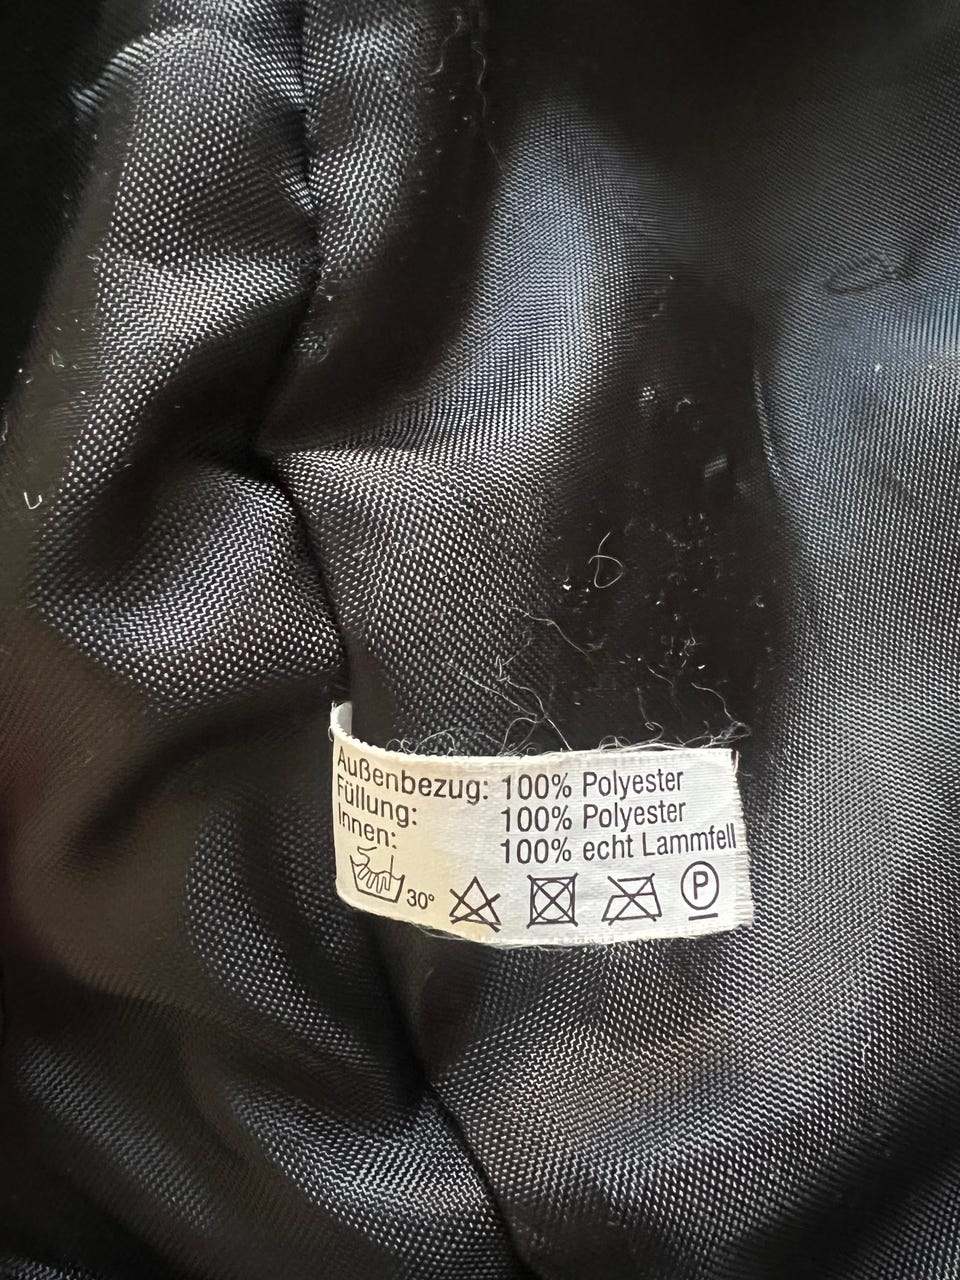 Außenbezug: 100% Polyester
Füllung: 100% Polyester
Innen: 100% echt Lammfell
30° P